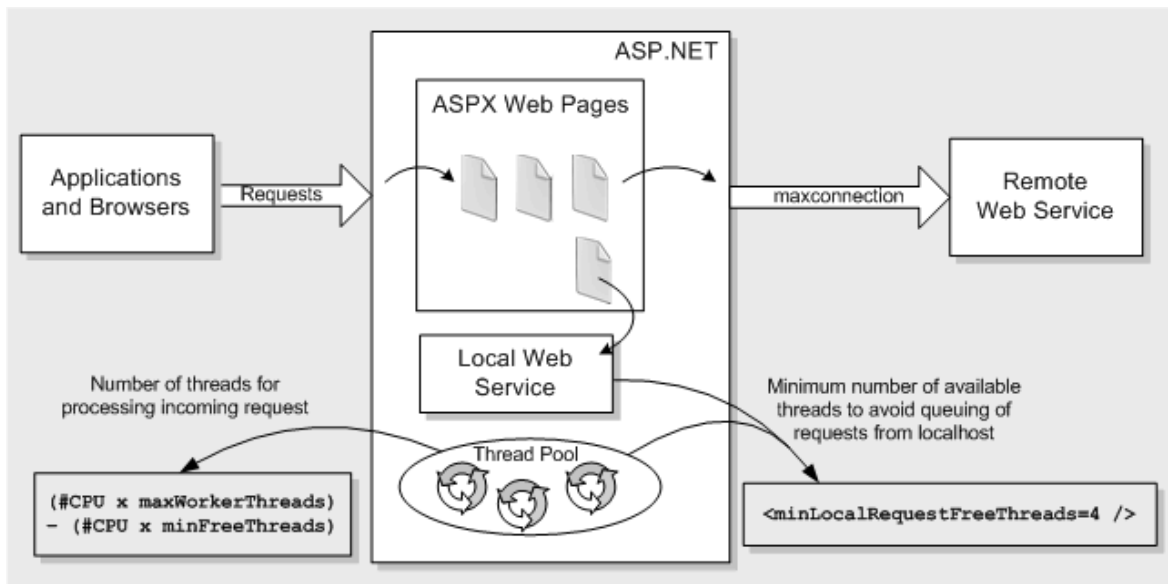 ASP.NET
ASPX Web Pages
Applications
and Browsers
Requests
maxconnection
Remote
Web Service
Local Web
Service
Number of threads for
processing incoming request
Minimum number of available
threads to avoid queuing of
requests from localhost
Thread Pool
(#CPU x maxWorkerThreads)
– (#CPU x minFreeThreads)
<minLocalRequestFreeThreads=4 />